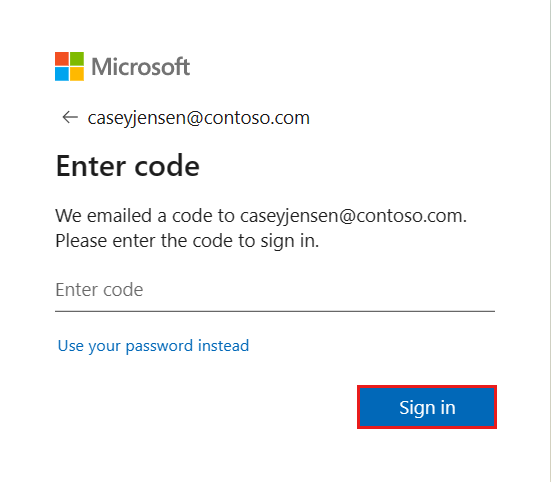 Microsoft
← caseyjensen@contoso.com
Enter code
We emailed a code to caseyjensen@contoso.com.
Please enter the code to sign in.
Enter code
Use your password instead
Sign in